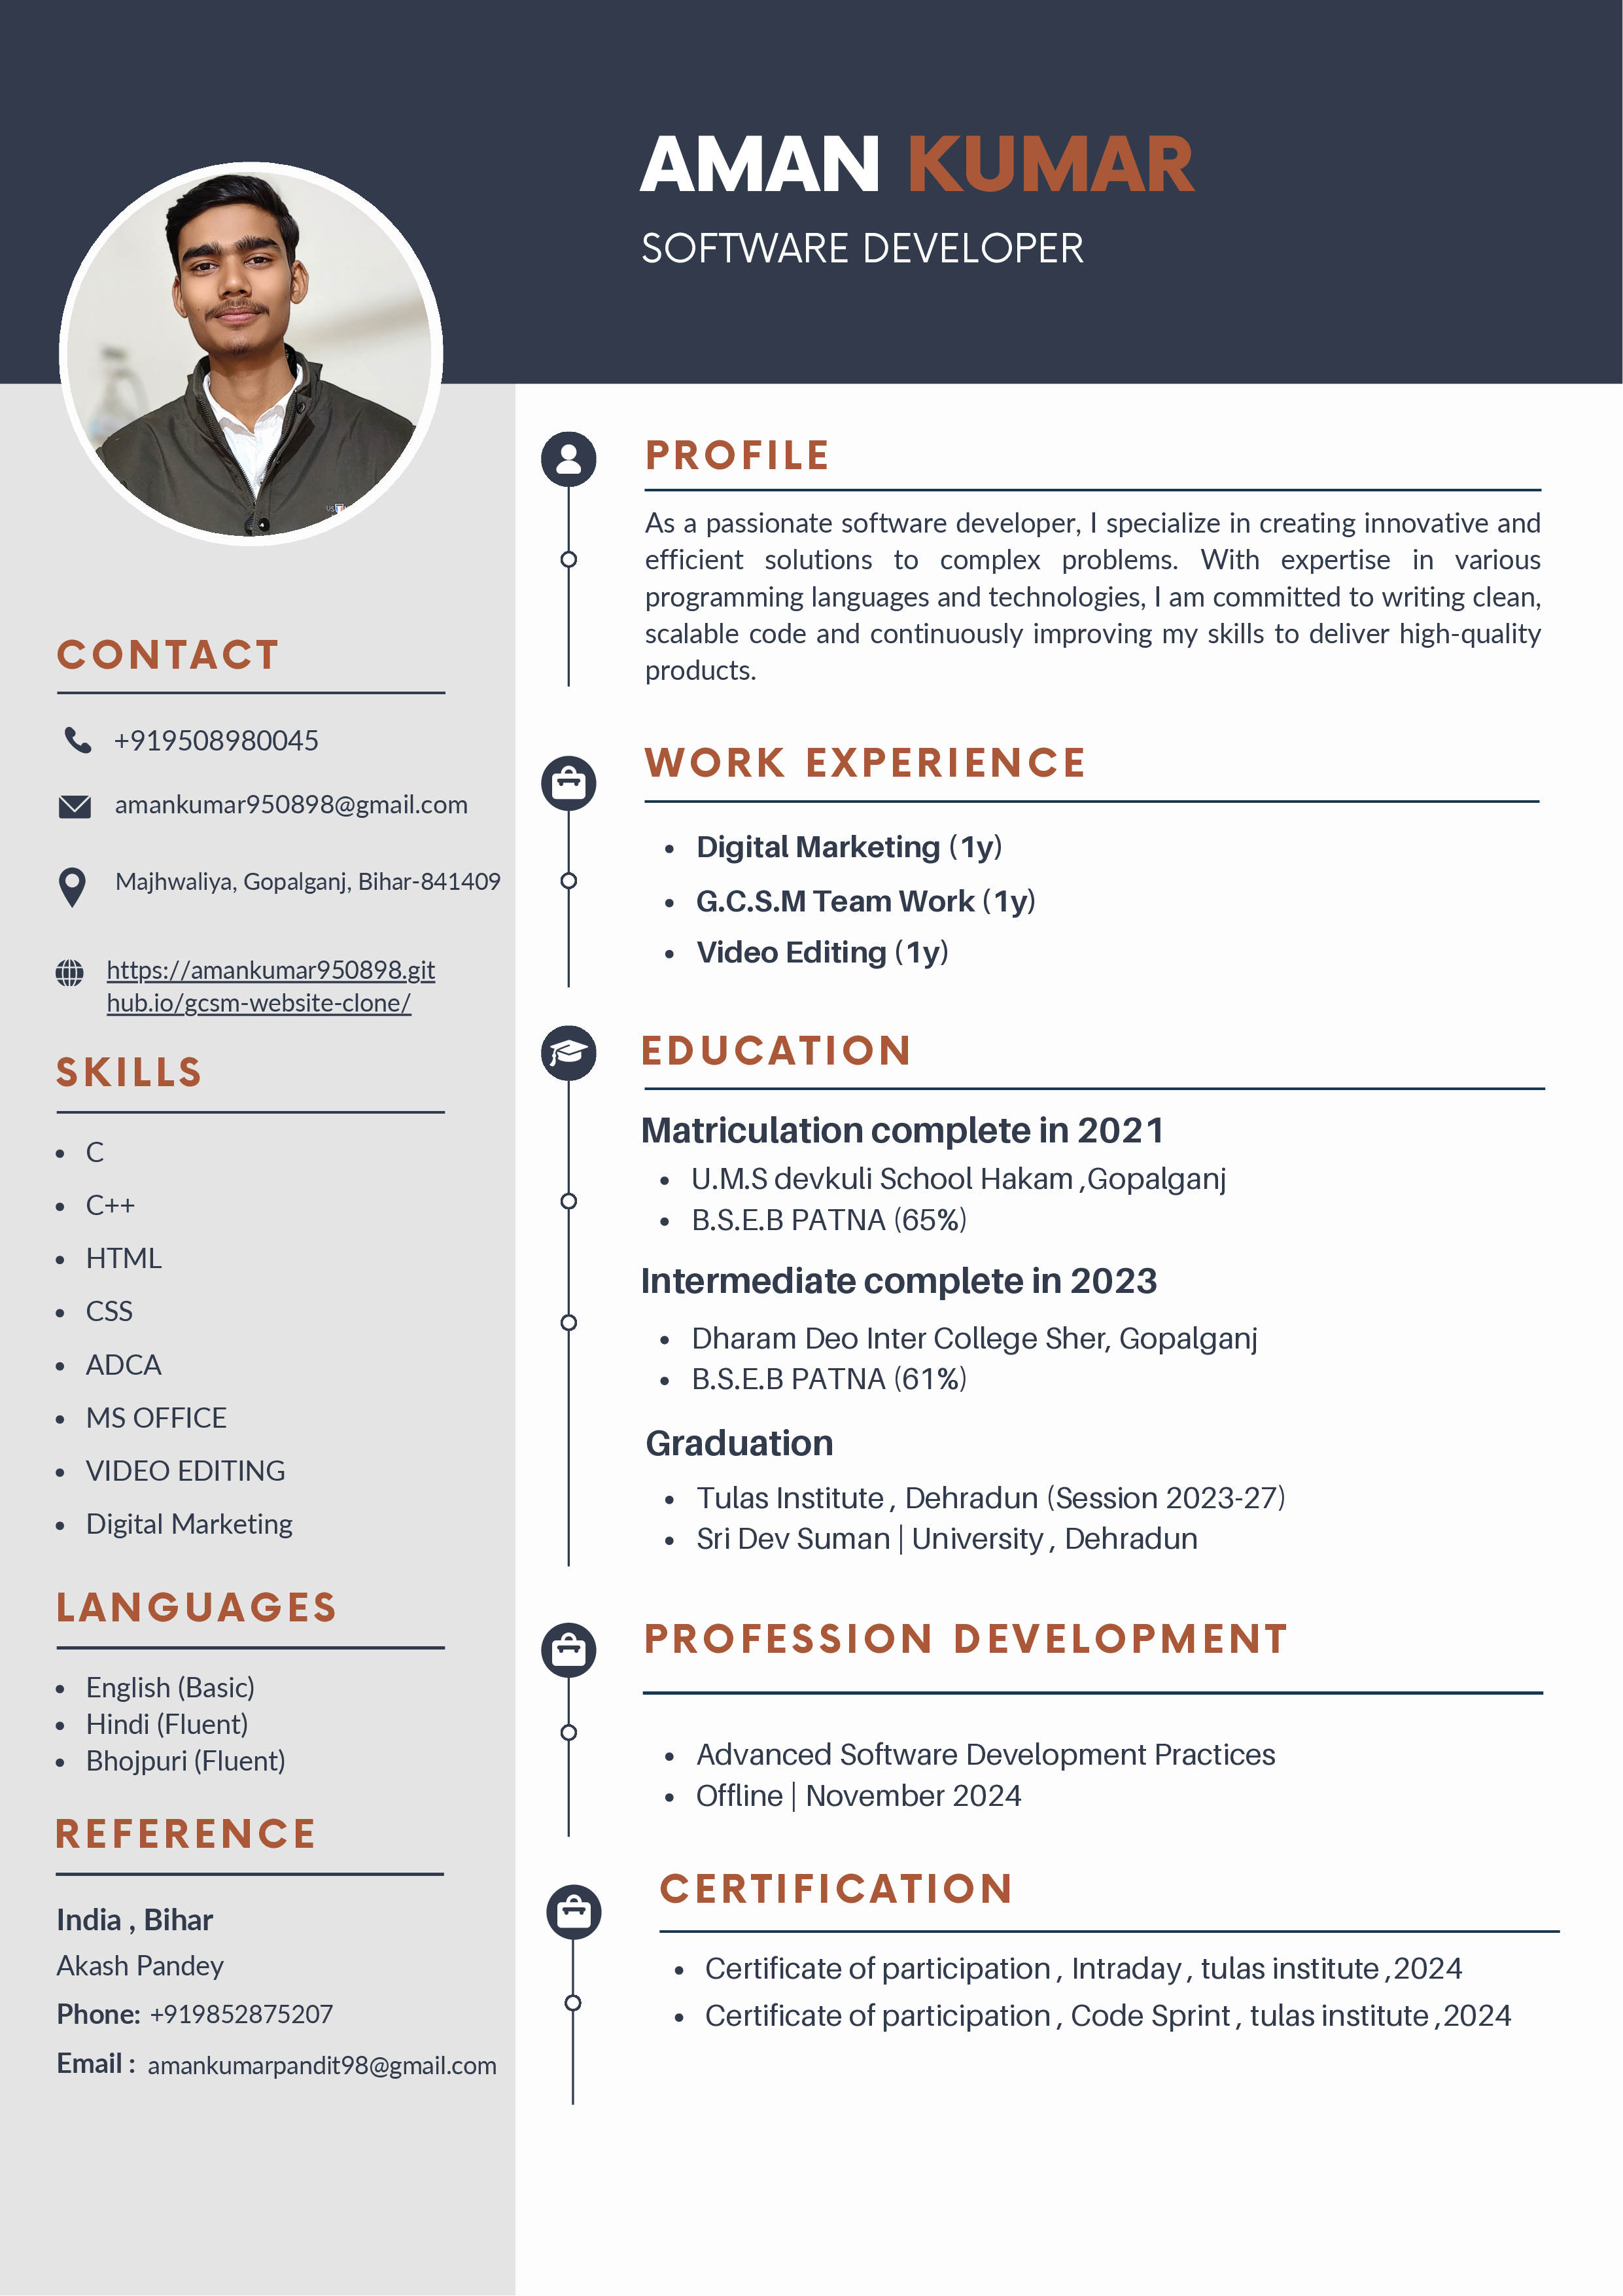 AMAN KUMAR
SOFTWARE DEVELOPER
CONTACT
+919508980045
amankumar950898@gmail.com
Majhwaliya, Gopalganj, Bihar-841409
https://amankumar950898.git
hub.io/gcsm-website-clone/
SKILLS
• C
• C++
• HTML
• CSS
• ADCA
• MS OFFICE
• VIDEO EDITING
• Digital Marketing
LANGUAGES
• English (Basic)
• Hindi (Fluent)
• Bhojpuri (Fluent)
REFERENCE
India , Bihar
Akash Pandey
Phone: +919852875207
Email : amankumarpandit98@gmail.com
PROFILE
As a passionate software developer, I specialize in creating innovative and
efficient solutions to complex problems. With expertise in various
programming languages and technologies, I am committed to writing clean,
scalable code and continuously improving my skills to deliver high-quality
products.
WORK EXPERIENCE
• Digital Marketing (1y)
• G.C.S.M Team Work (1y)
• Video Editing (1y)
EDUCATION
Matriculation complete in 2021
• U.M.S devkuli School Hakam ,Gopalganj
• B.S.E.B PATNA (65%)
Intermediate complete in 2023
• Dharam Deo Inter College Sher, Gopalganj
• B.S.E.B PATNA (61%)
Graduation
• Tulas Institute , Dehradun (Session 2023-27)
• Sri Dev Suman | University , Dehradun
PROFESSION DEVELOPMENT
• Advanced Software Development Practices
• Offline | November 2024
CERTIFICATION
• Certificate of participation , Intraday , tulas institute ,2024
• Certificate of participation , Code Sprint , tulas institute ,2024